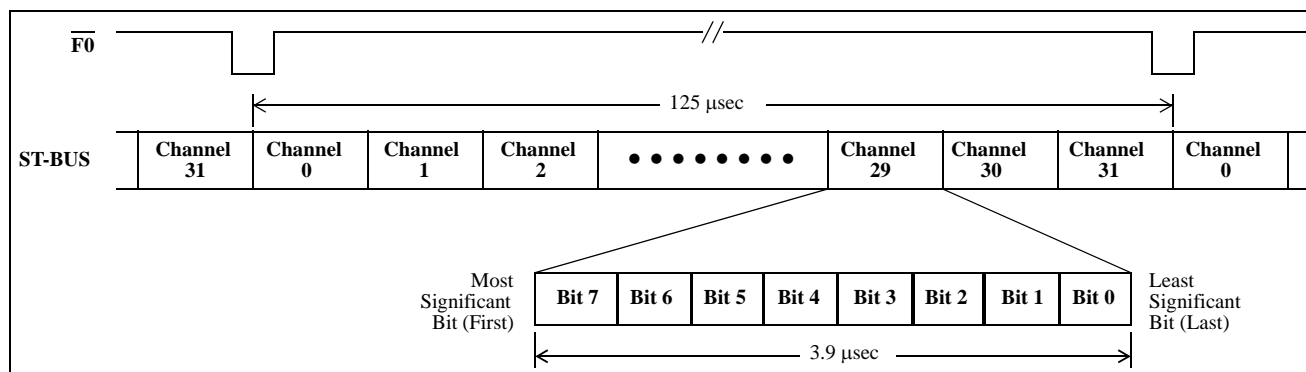 F0
125 µsec
ST-BUS
Channel 31
Channel 0
Channel 1
Channel 2
Channel 29
Channel 30
Channel 31
Channel 0
Most
Significant
Bit (First)
Bit 7
Bit 6
Bit 5
Bit 4
Bit 3
Bit 2
Bit 1
Bit 0
Least
Significant
Bit (Last)
3.9 µsec